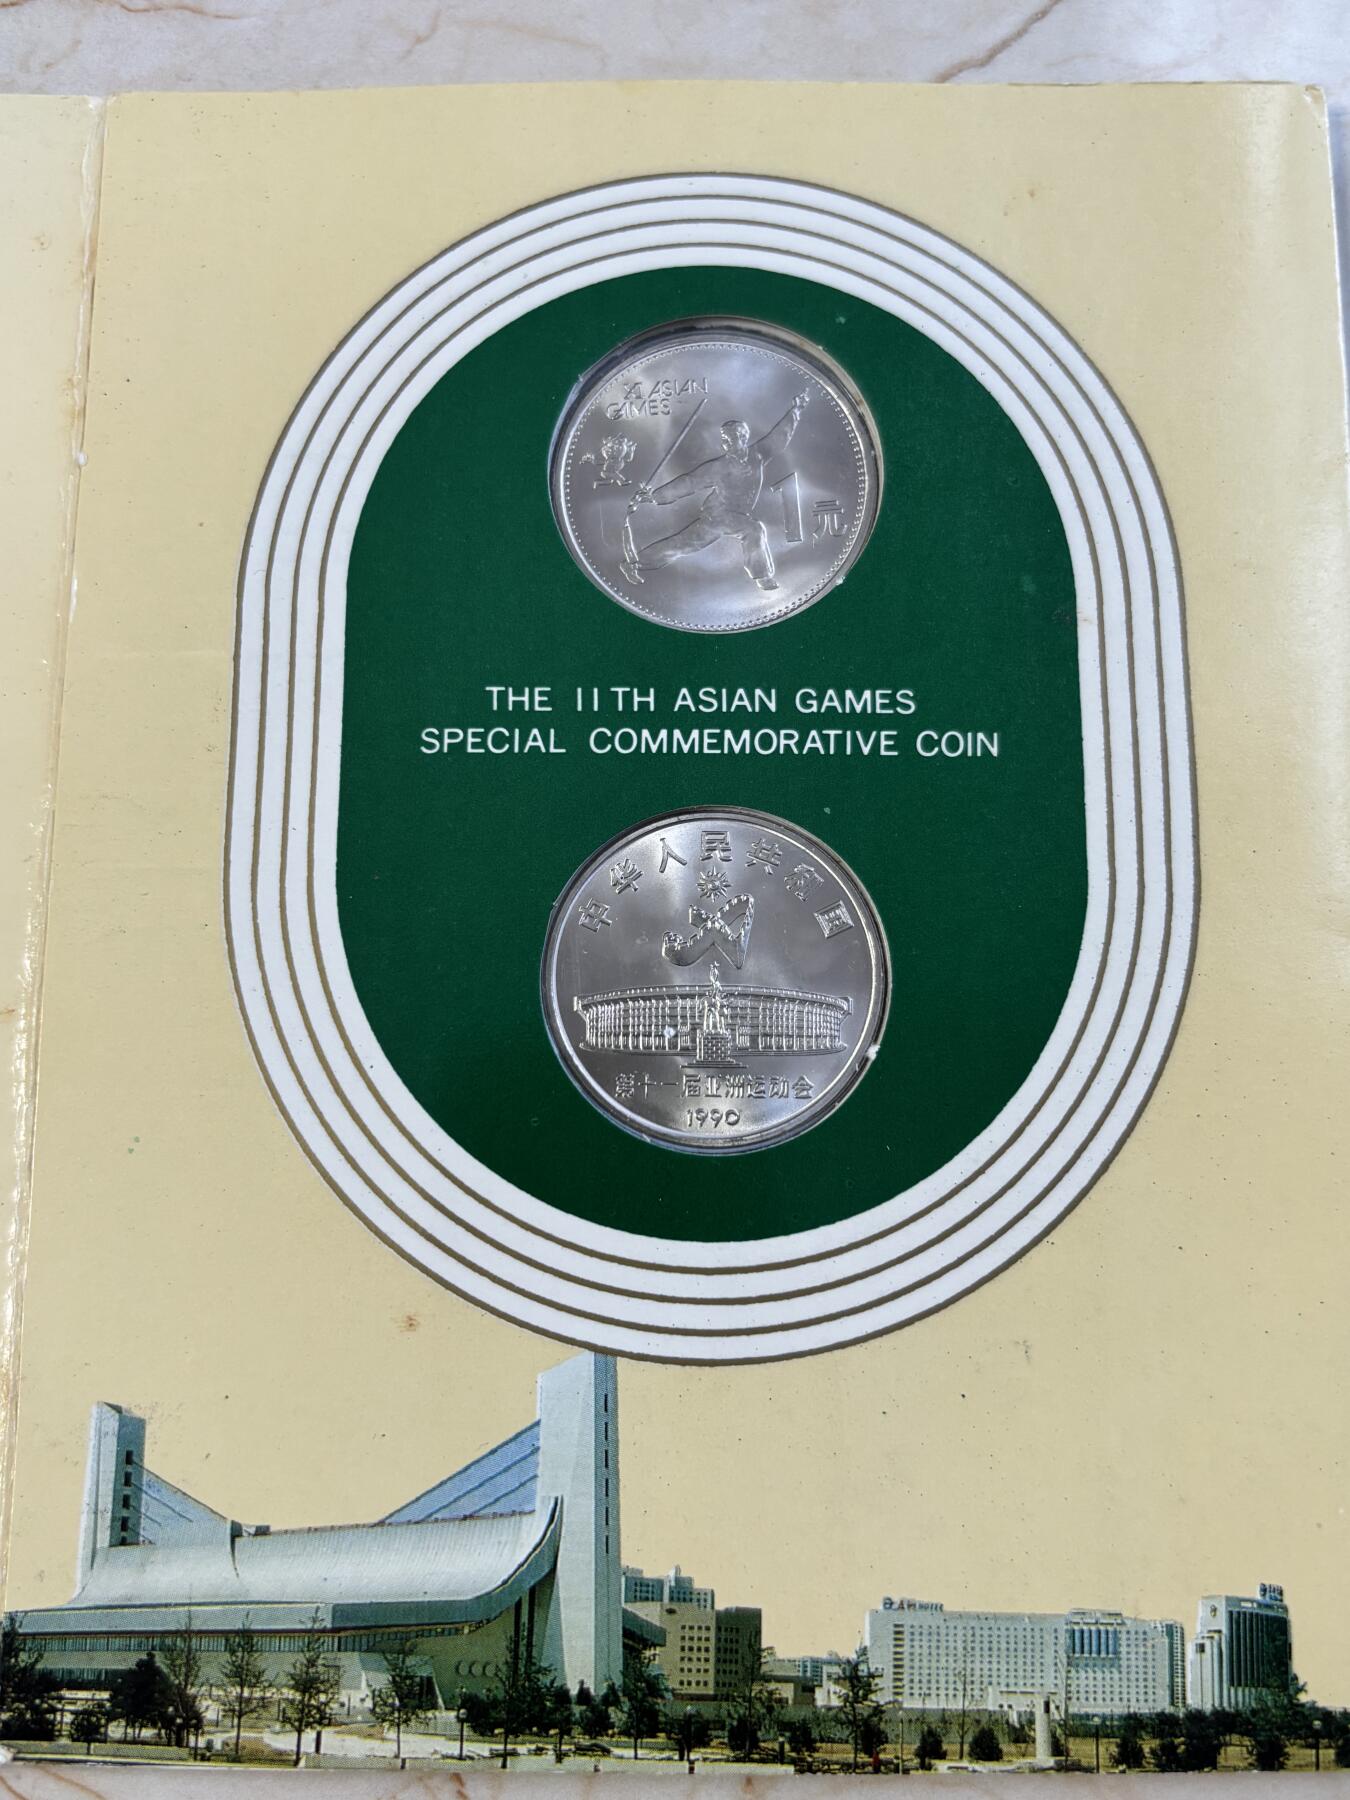 XI ASIAN
GAMES
1元
THE 11TH ASIAN GAMES
SPECIAL COMMEMORATIVE COIN
中华人民共和国
第十一届亚洲运动会
1990